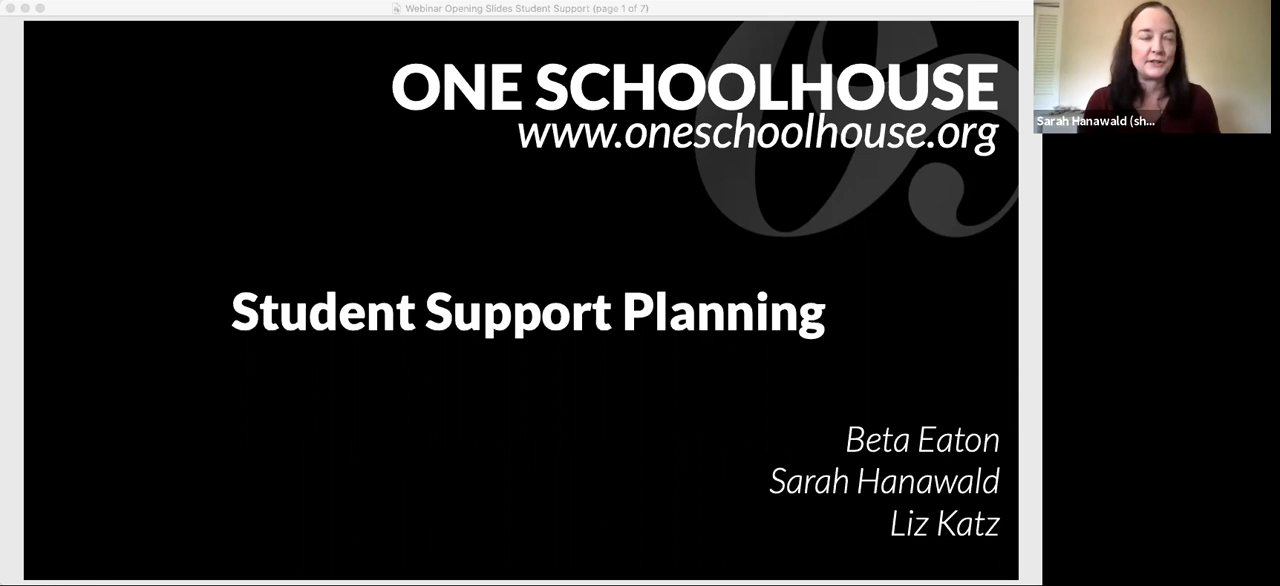 Webinar Opening Slides Student Support (page 1 of 7)
ONE SCHOOLHOUSE
www.oneschoolhouse.org
Student Support Planning
Beta Eaton
Sarah Hanawald
Liz Katz
Sarah Hanawald (sh...